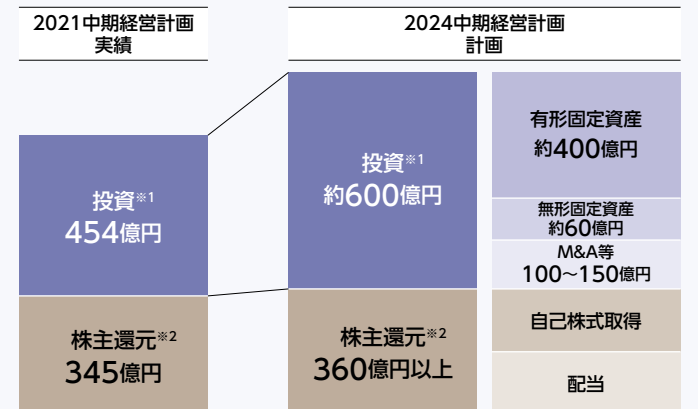 2021中期経営計画
実績
2024中期経営計画
計画
投資※1
454億円
株主還元※2
345億円
投資※1
約600億円
株主還元※2
360億円以上
有形固定資産
約400億円
無形固定資産
約60億円
M&A等
100～150億円
自己株式取得
配当